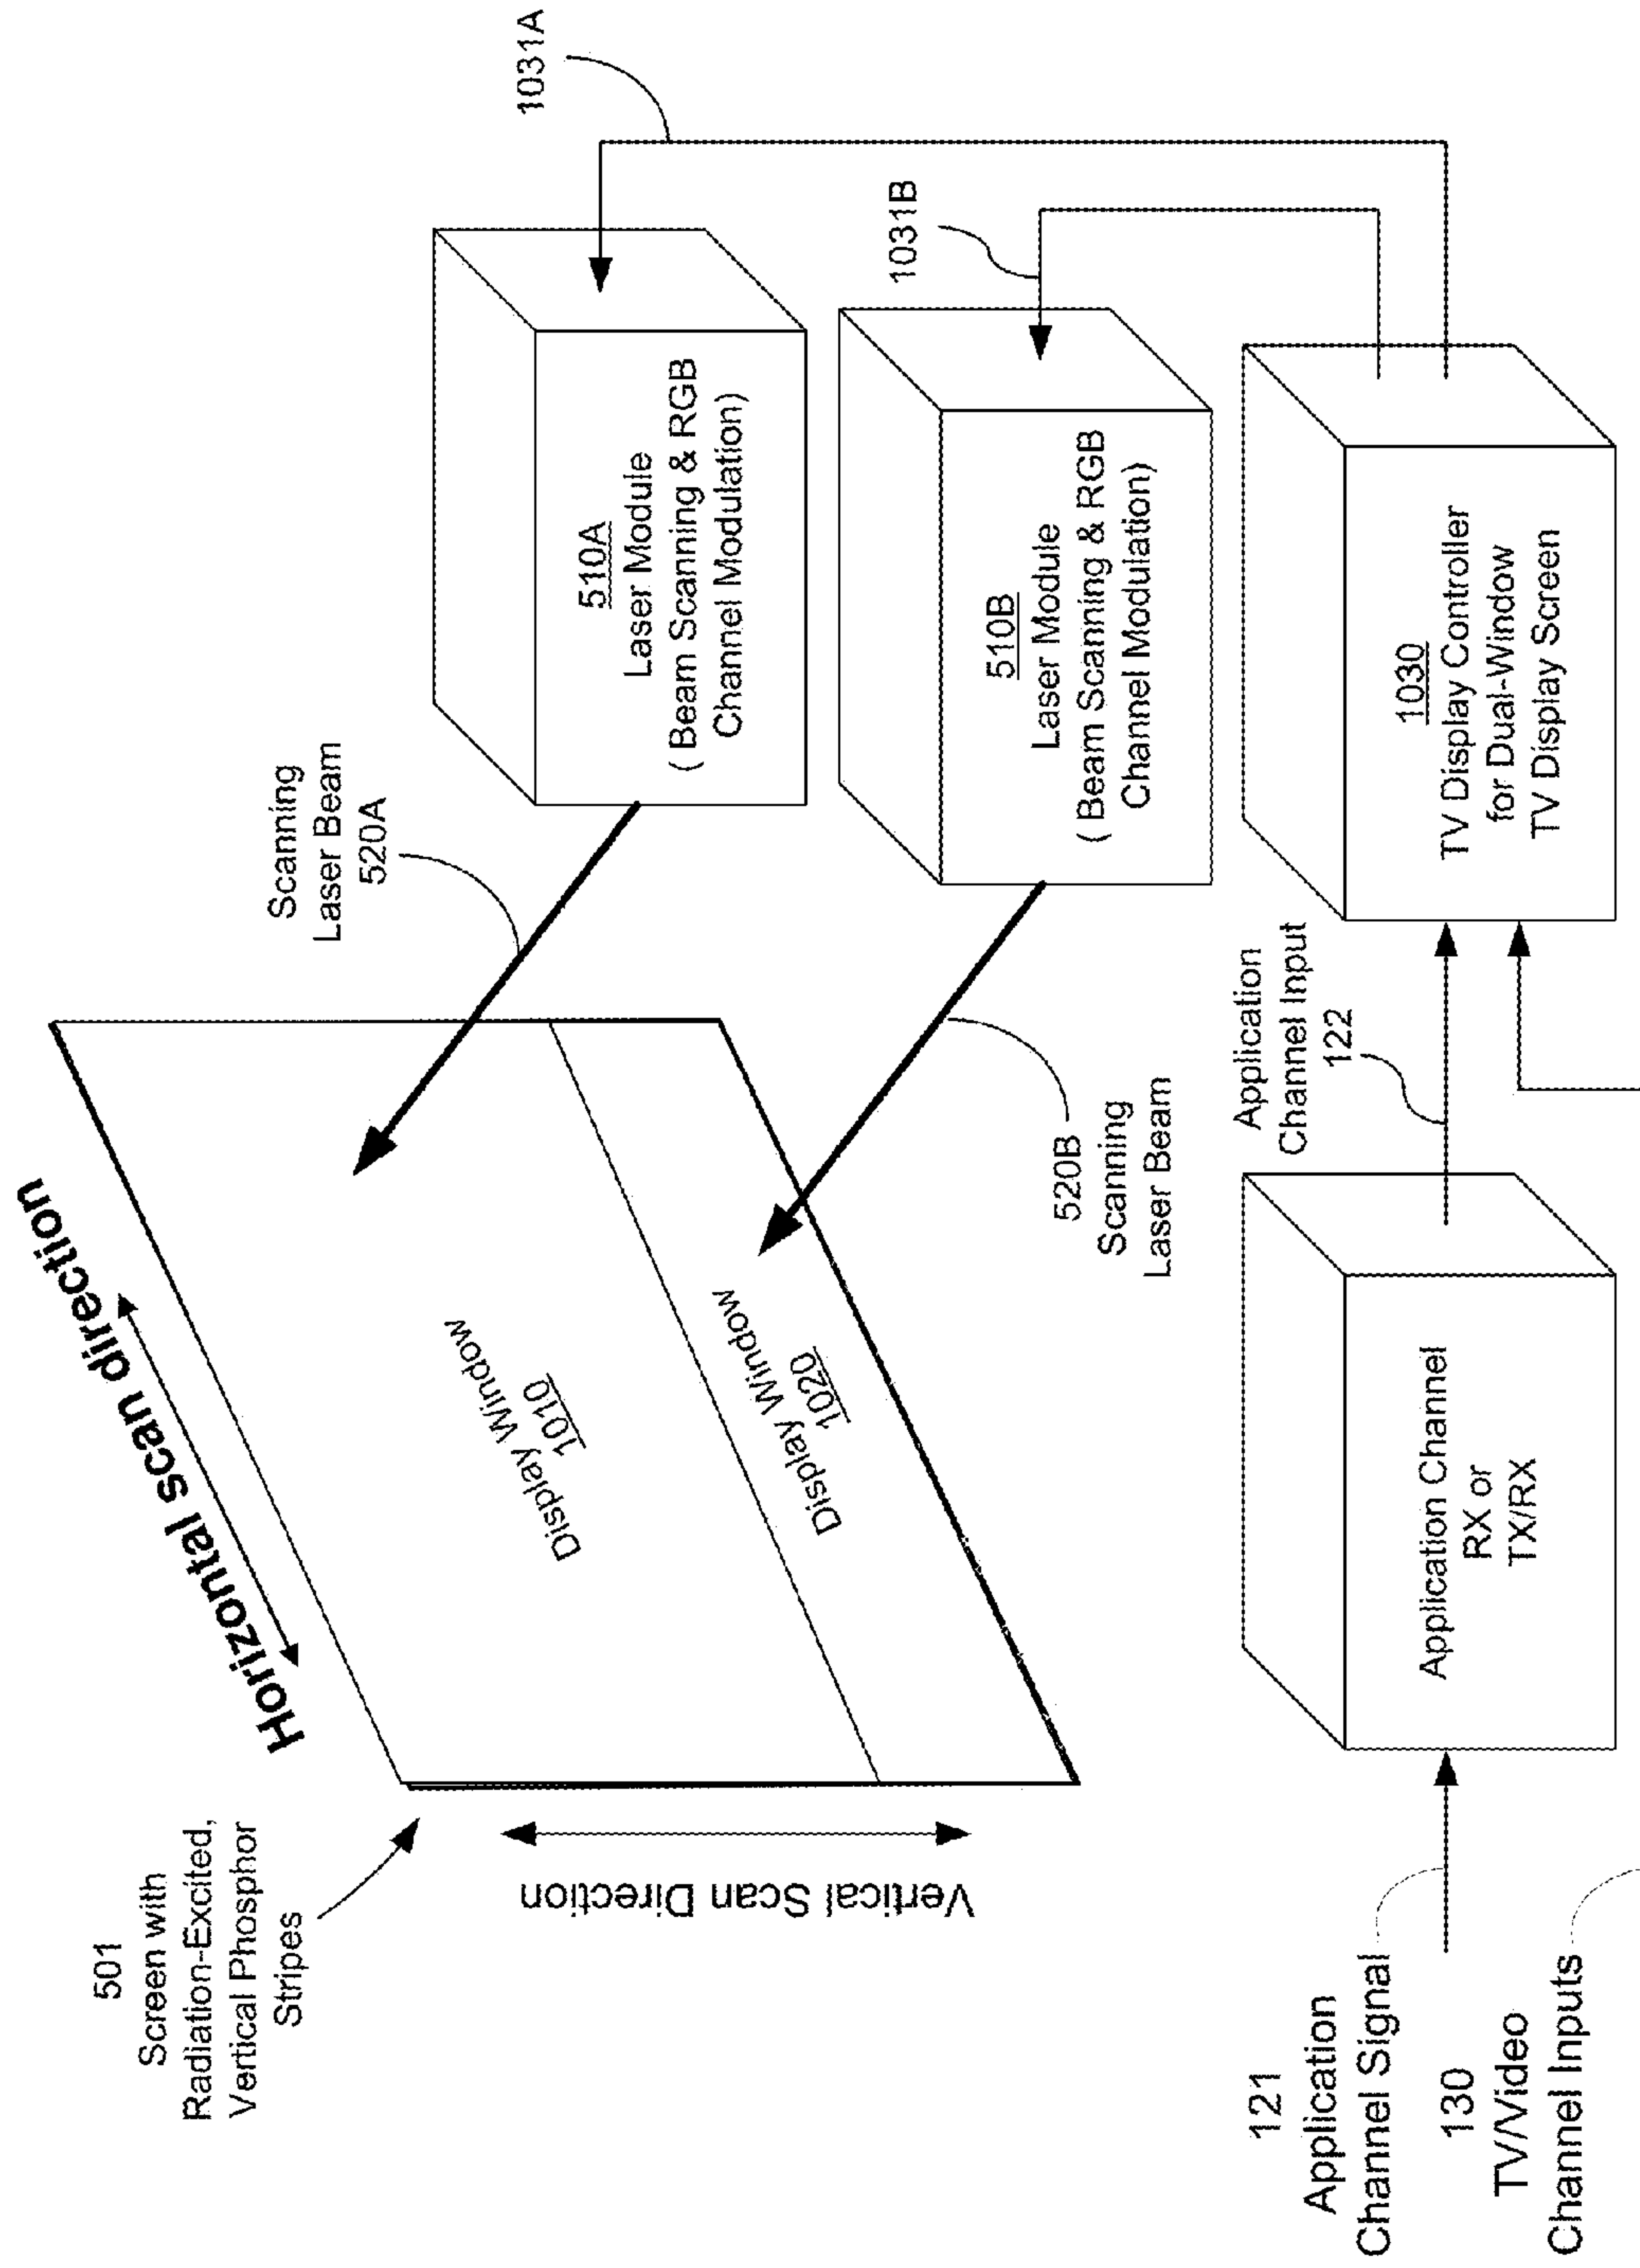 501
Screen with
Radiation-Excited,
Vertical Phosphor
Stripes
Horizontal scan direction
Vertical Scan Direction
Display Window
1010
Display Window
1020
Scanning
Laser Beam
520A
520B
Scanning
Laser Beam
510A
Laser Module
( Beam Scanning & RGB
Channel Modulation)
1031A
510B
Laser Module
( Beam Scanning & RGB
Channel Modulation)
1031B
121
Application
Channel Signal
130
TV/Video
Channel Inputs
Application Channel
RX or
TX/RX
Application
Channel Input
122
1030
TV Display Controller
for Dual-Window
TV Display Screen